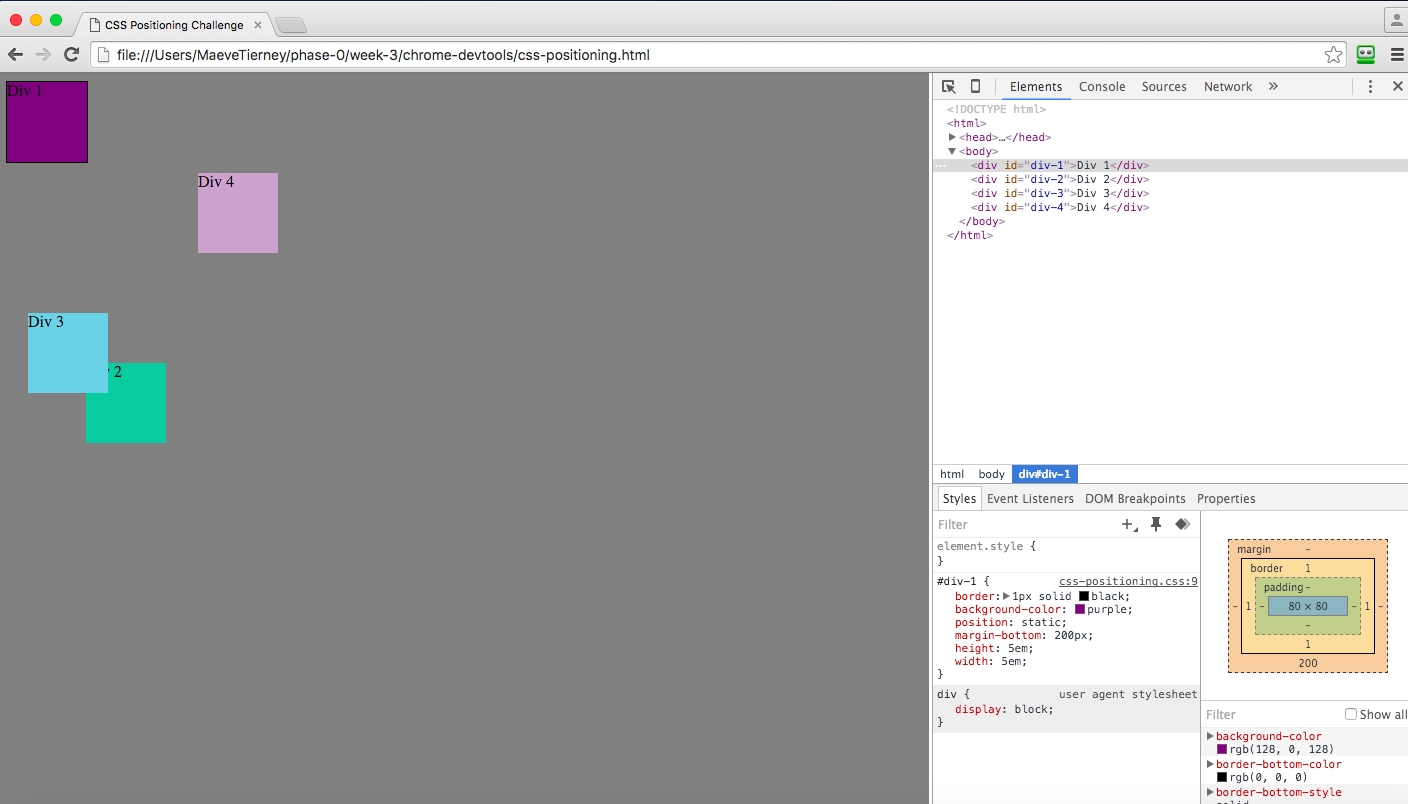 CSS Positioning Challenge
file:///Users/MaeveTierney/phase-0/week-3/chrome-devtools/css-positioning.html
Div 1
Div 4
Div 3
2
Elements Console Sources Network »
<!DOCTYPE html>
<html>
<head>…</head>
<body>
… <div id="div-1">Div 1</div>
<div id="div-2">Div 2</div>
<div id="div-3">Div 3</div>
<div id="div-4">Div 4</div>
</body>
</html>
html body div#div-1
Styles Event Listeners DOM Breakpoints Properties
Filter
element.style {
}
#div-1 { css-positioning.css:9
border: 1px solid black;
background-color: purple;
position: static;
margin-bottom: 200px;
height: 5em;
width: 5em;
}
div { user agent stylesheet
display: block;
}
margin -
border 1
padding -
- 1 - 80 × 80 - 1 -
-
1
200
Filter Show all
background-color
rgb(128, 0, 128)
border-bottom-color
rgb(0, 0, 0)
border-bottom-style